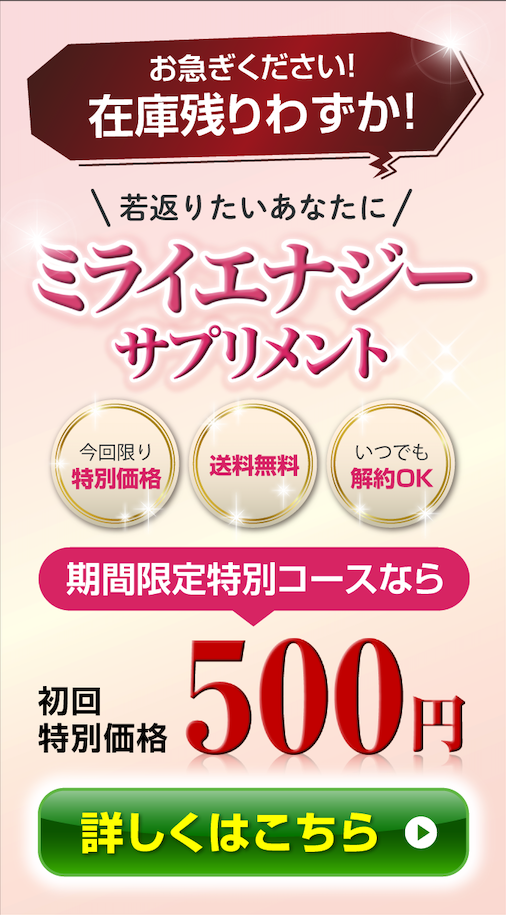 お急ぎください!
在庫残りわずか!
若返りたいあなたに
ミライエナジー
サプリメント
今回限り
特別価格
送料無料
いつでも
解約OK
期間限定特別コースなら
初回
特別価格
500円
詳しくはこちら